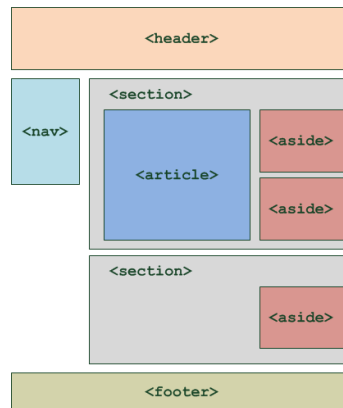 <header>
<nav>
<section>
<article>
<aside>
<aside>
<section>
<aside>
<footer>